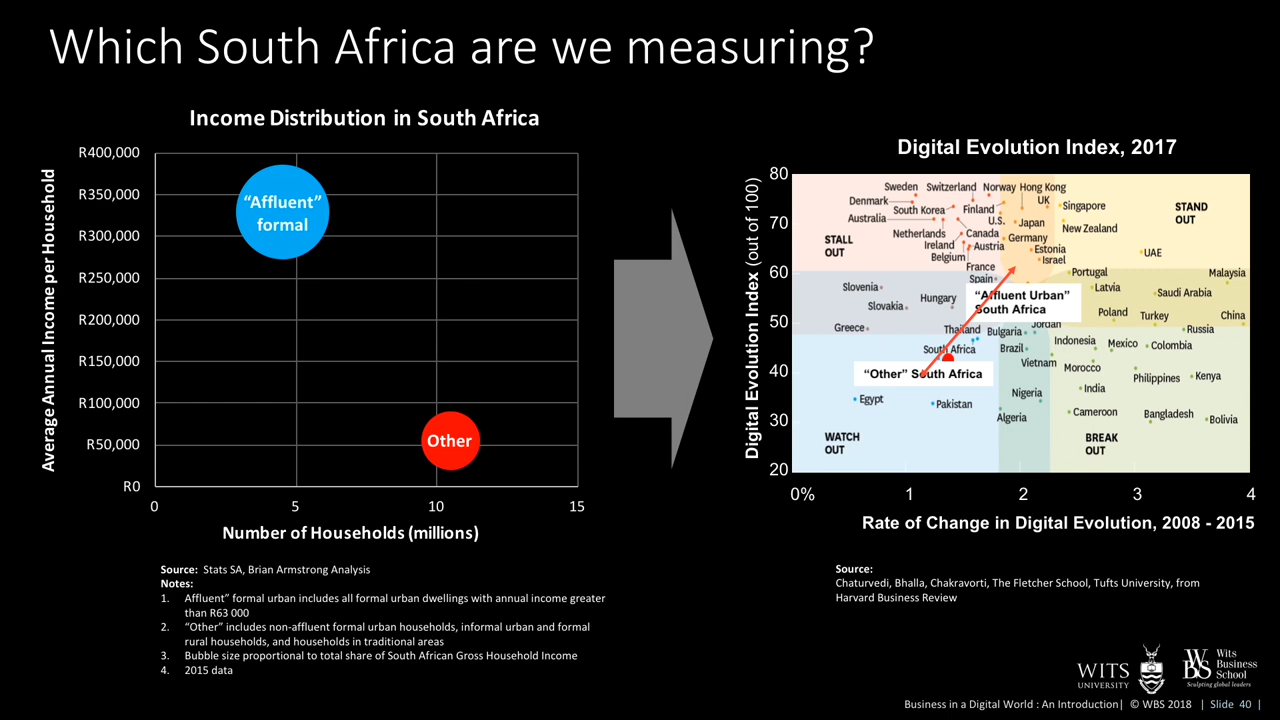 Which South Africa are we measuring?
Income Distribution in South Africa
Average Annual Income per Household
R400,000
R350,000
R300,000
R250,000
R200,000
R150,000
R100,000
R50,000
R0
“Affluent”
formal
Other
0
5
10
15
Number of Households (millions)
Source: Stats SA, Brian Armstrong Analysis
Notes:
1. Affluent” formal urban includes all formal urban dwellings with annual income greater
than R63 000
2. “Other” includes non-affluent formal urban households, informal urban and formal
rural households, and households in traditional areas
3. Bubble size proportional to total share of South African Gross Household Income
4. 2015 data
Digital Evolution Index, 2017
Digital Evolution Index (out of 100)
80
70
60
50
40
30
20
Sweden
Switzerland
Norway
Hong Kong
Denmark
UK
Singapore
South Korea
Finland
Australia
U.S.
Japan
New Zealand
STAND
OUT
Netherlands
Canada
Germany
STALL
OUT
Ireland
Austria
Estonia
Belgium
Israel
UAE
France
Spain
Portugal
Malaysia
Slovenia
Latvia
Saudi Arabia
Hungary
“Affluent Urban”
South Africa
Slovakia
Poland
Turkey
China
Greece
Thailand
Bulgaria
Jordan
Russia
South Africa
Brazil
Indonesia
Mexico
Colombia
Vietnam
Morocco
“Other” South Africa
Philippines
Kenya
Egypt
Pakistan
Nigeria
India
Algeria
Cameroon
Bangladesh
Bolivia
WATCH
OUT
BREAK
OUT
0%
1
2
3
4
Rate of Change in Digital Evolution, 2008 - 2015
Source:
Chaturvedi, Bhalla, Chakravorti, The Fletcher School, Tufts University, from
Harvard Business Review
WITS
UNIVERSITY
WBS
Wits
Business
School
Sculpting global leaders
Business in a Digital World : An Introduction| © WBS 2018 | Slide 40 |